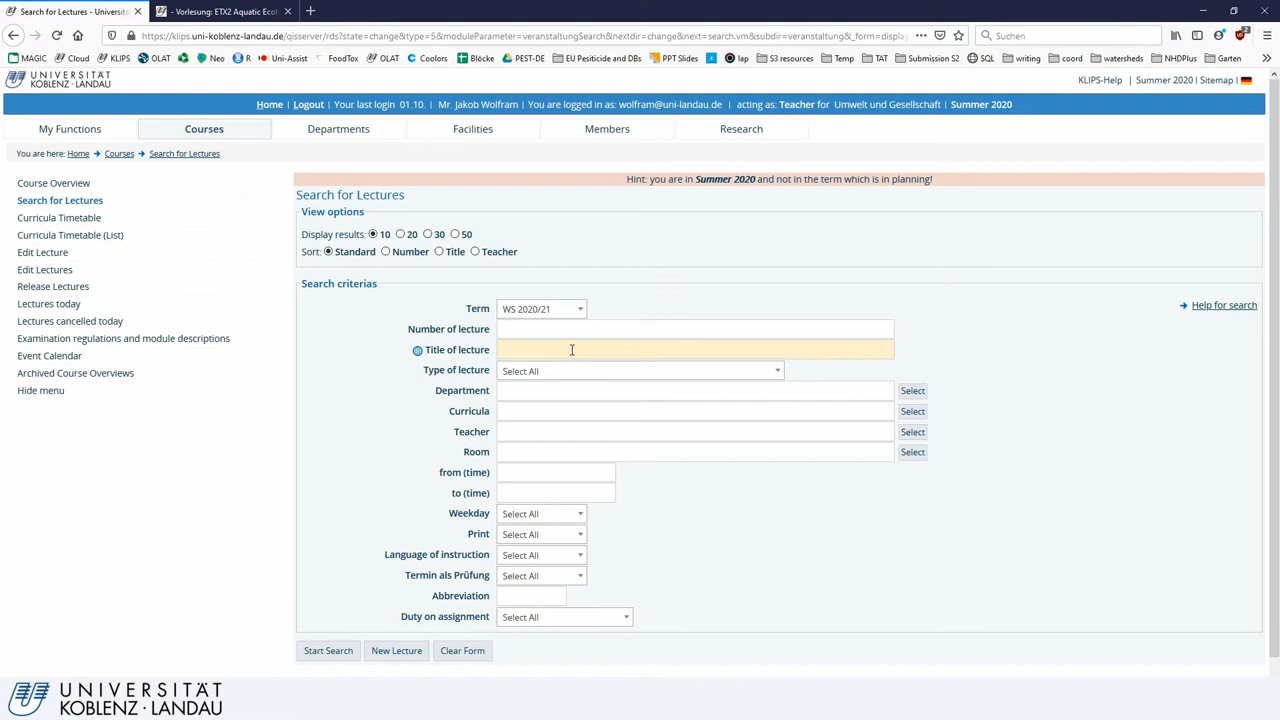 Search for Lectures - Universitä
- Vorlesung: ETX2 Aquatic Ecoto
https://klips.uni-koblenz-landau.de/qisserver/rds?state=change&type=5&moduleParameter=veranstaltungSearch&nextdir=change&next=search.vm&subdir=veranstaltung&_form=display
Suchen
MAGIC Cloud KLIPS OLAT Neo R Uni-Assist FoodTox OLAT Coolors Blöcke PEST-DE EU Pesticide and DBs PPT Slides lap S3 resources Temp TAT Submission S2 SQL writing coord watersheds NHDPlus Garten
UNIVERSITÄT
KOBLENZ·LANDAU
KLIPS-Help | Summer 2020 | Sitemap
Home | Logout | Your last login 01.10. | Mr. Jakob Wolfram | You are logged in as: wolfram@uni-landau.de | acting as: Teacher for Umwelt und Gesellschaft | Summer 2020
My Functions Courses Departments Facilities Members Research
You are here: Home Courses Search for Lectures
Course Overview
Search for Lectures
Curricula Timetable
Curricula Timetable (List)
Edit Lecture
Edit Lectures
Release Lectures
Lectures today
Lectures cancelled today
Examination regulations and module descriptions
Event Calendar
Archived Course Overviews
Hide menu
Hint: you are in Summer 2020 and not in the term which is in planning!
Search for Lectures
View options
Display results: 10 20 30 50
Sort: Standard Number Title Teacher
Search criterias
Term WS 2020/21
Help for search
Number of lecture
Title of lecture
Type of lecture Select All
Department Select
Curricula Select
Teacher Select
Room Select
from (time)
to (time)
Weekday Select All
Print Select All
Language of instruction Select All
Termin als Prüfung Select All
Abbreviation
Duty on assignment Select All
Start Search New Lecture Clear Form
UNIVERSITÄT
KOBLENZ·LANDAU